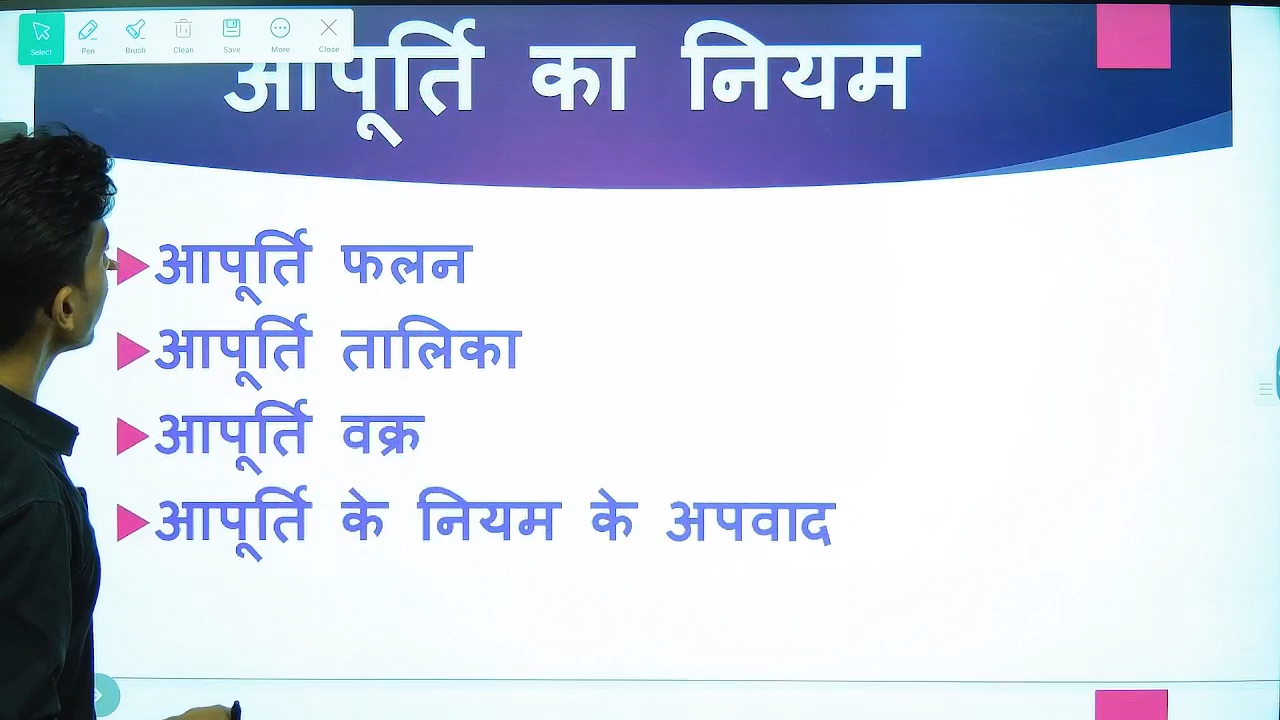 Select Pen Brush Clean Save More Close
आपूर्ति का नियम
आपूर्ति फलन
आपूर्ति तालिका
आपूर्ति वक्र
आपूर्ति के नियम के अपवाद